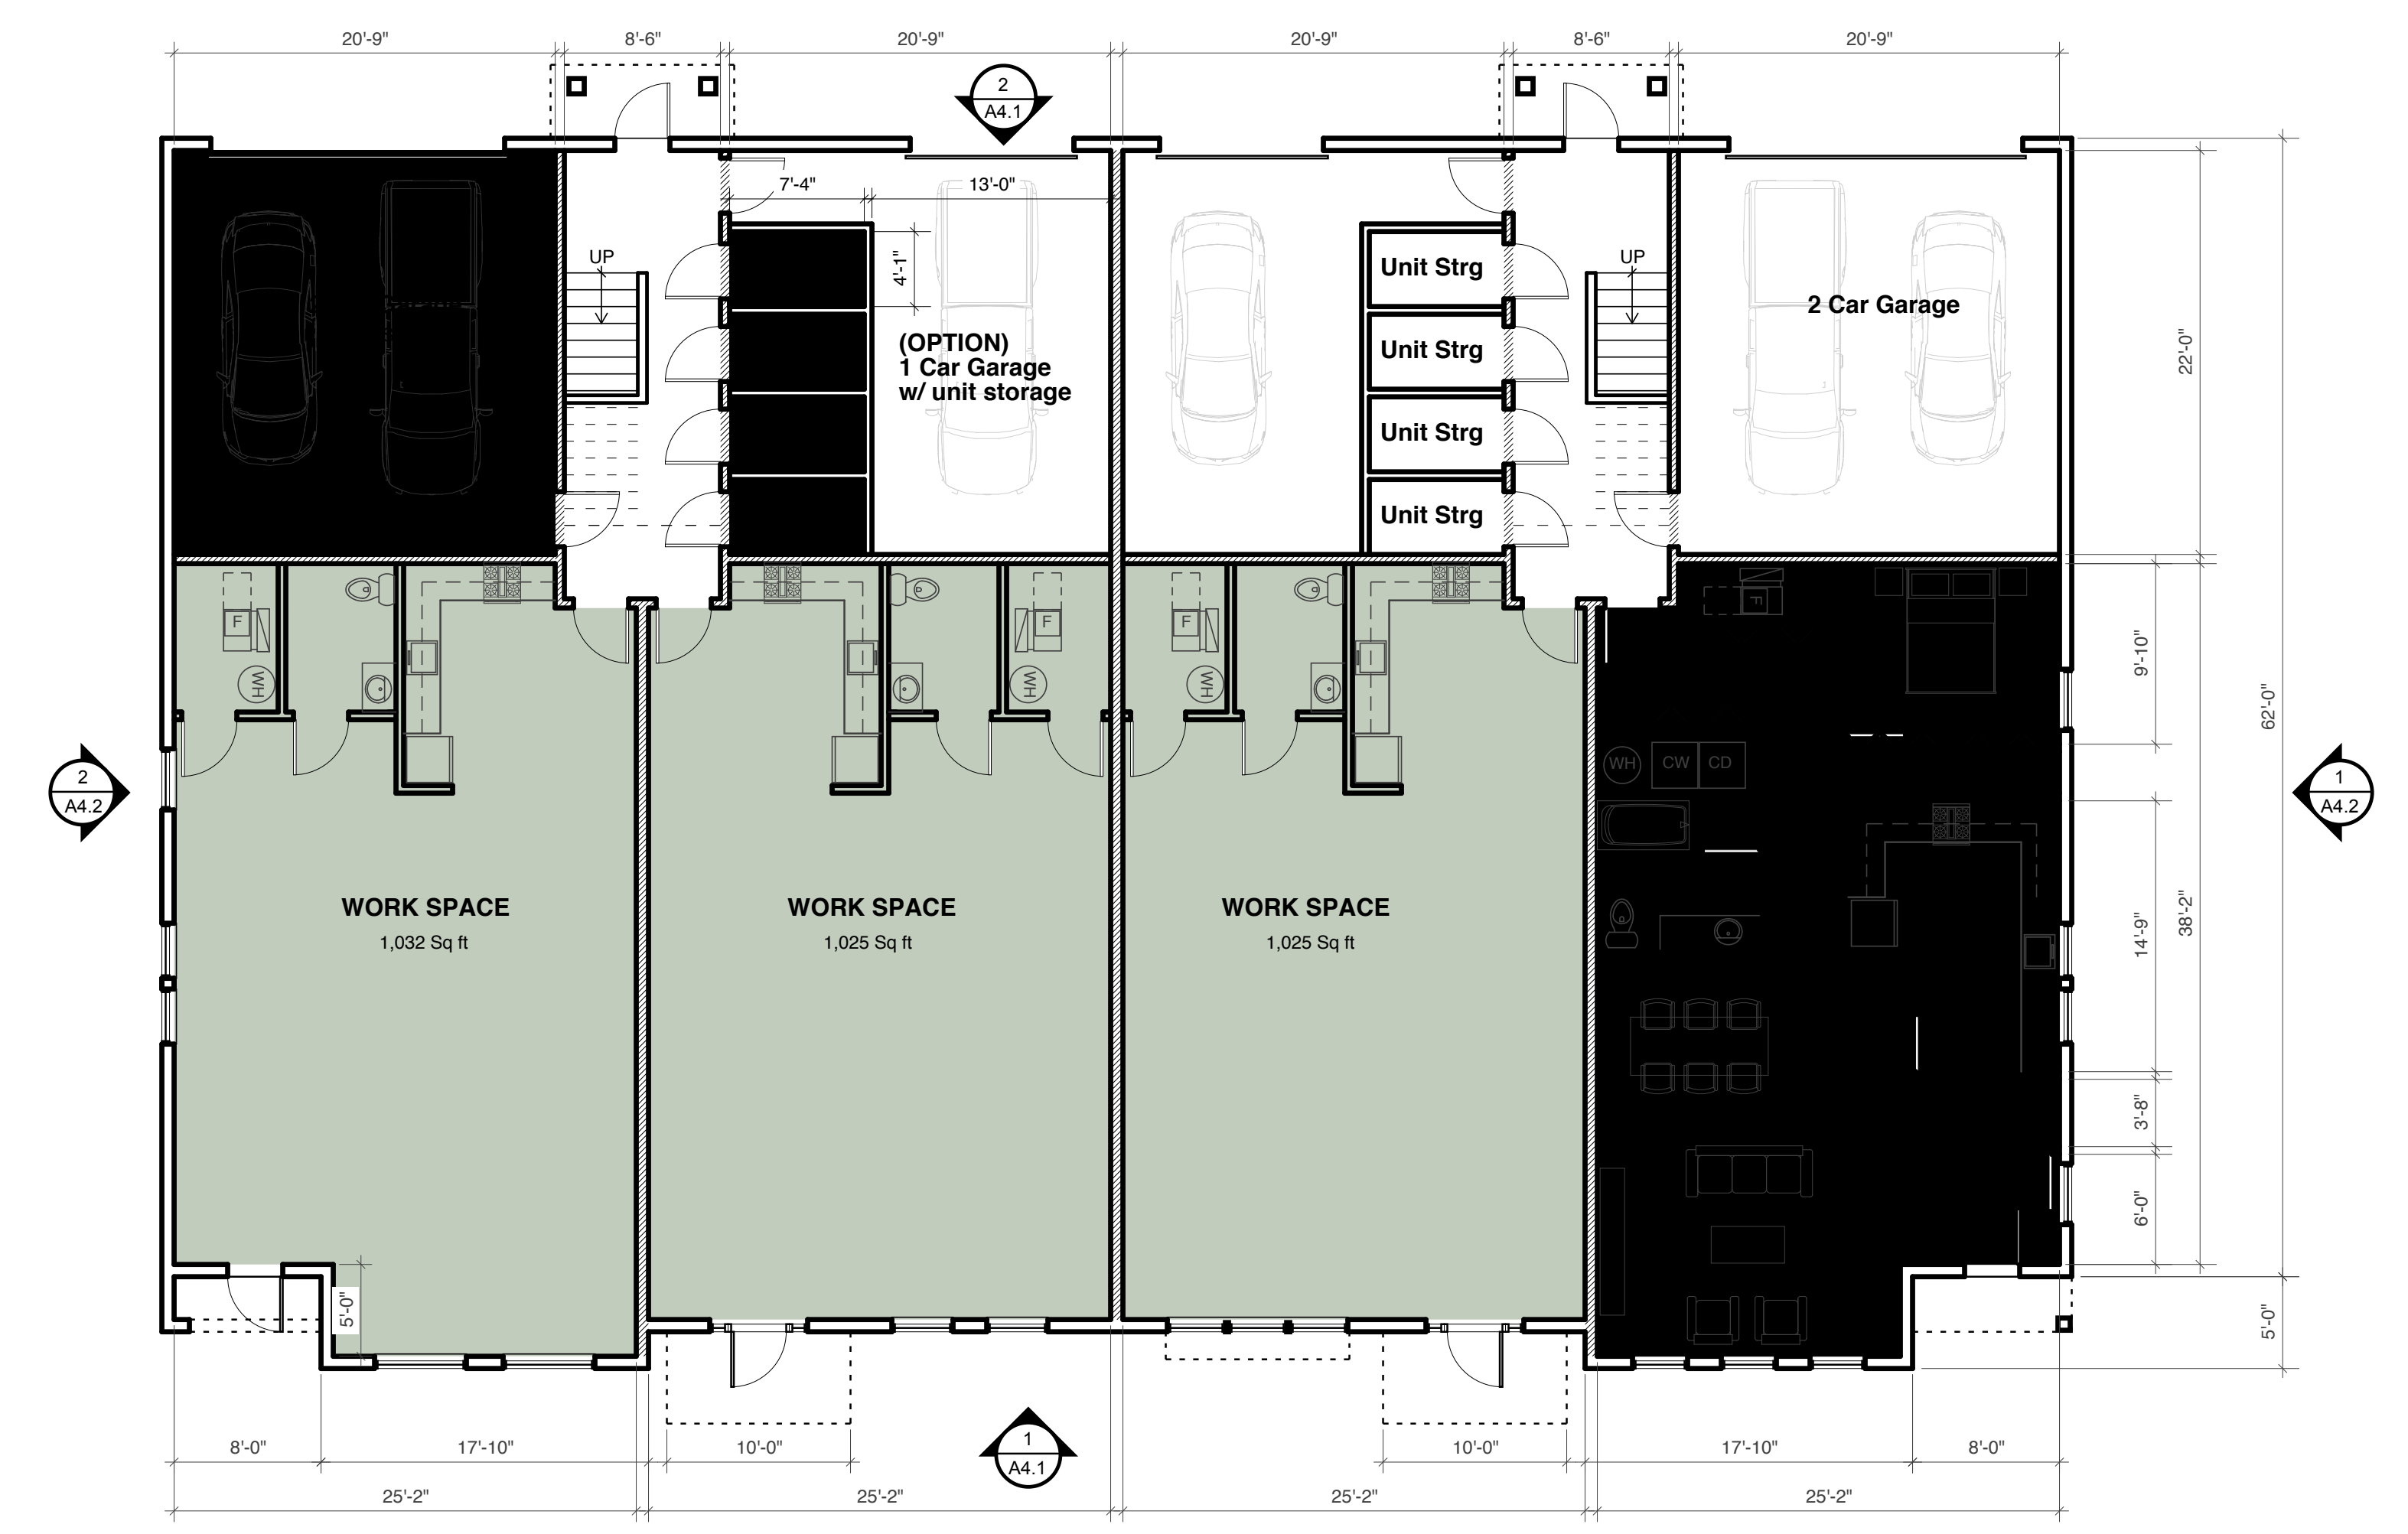 20'-9"
8'-6"
20'-9"
20'-9"
8'-6"
20'-9"
2
A4.1
7'-4"
13'-0"
UP
4'-1"
Unit Strg
UP
2 Car Garage
(OPTION)
1 Car Garage
w/ unit storage
Unit Strg
Unit Strg
Unit Strg
22'-0"
F
WH
F
WH
F
WH
F
9'-10"
62'-0"
WH
CW
CD
2
A4.2
1
A4.2
WORK SPACE
1,032 Sq ft
WORK SPACE
1,025 Sq ft
WORK SPACE
1,025 Sq ft
14'-9"
38'-2"
3'-8"
6'-0"
5'-0"
5'-0"
8'-0"
17'-10"
10'-0"
1
A4.1
10'-0"
17'-10"
8'-0"
25'-2"
25'-2"
25'-2"
25'-2"